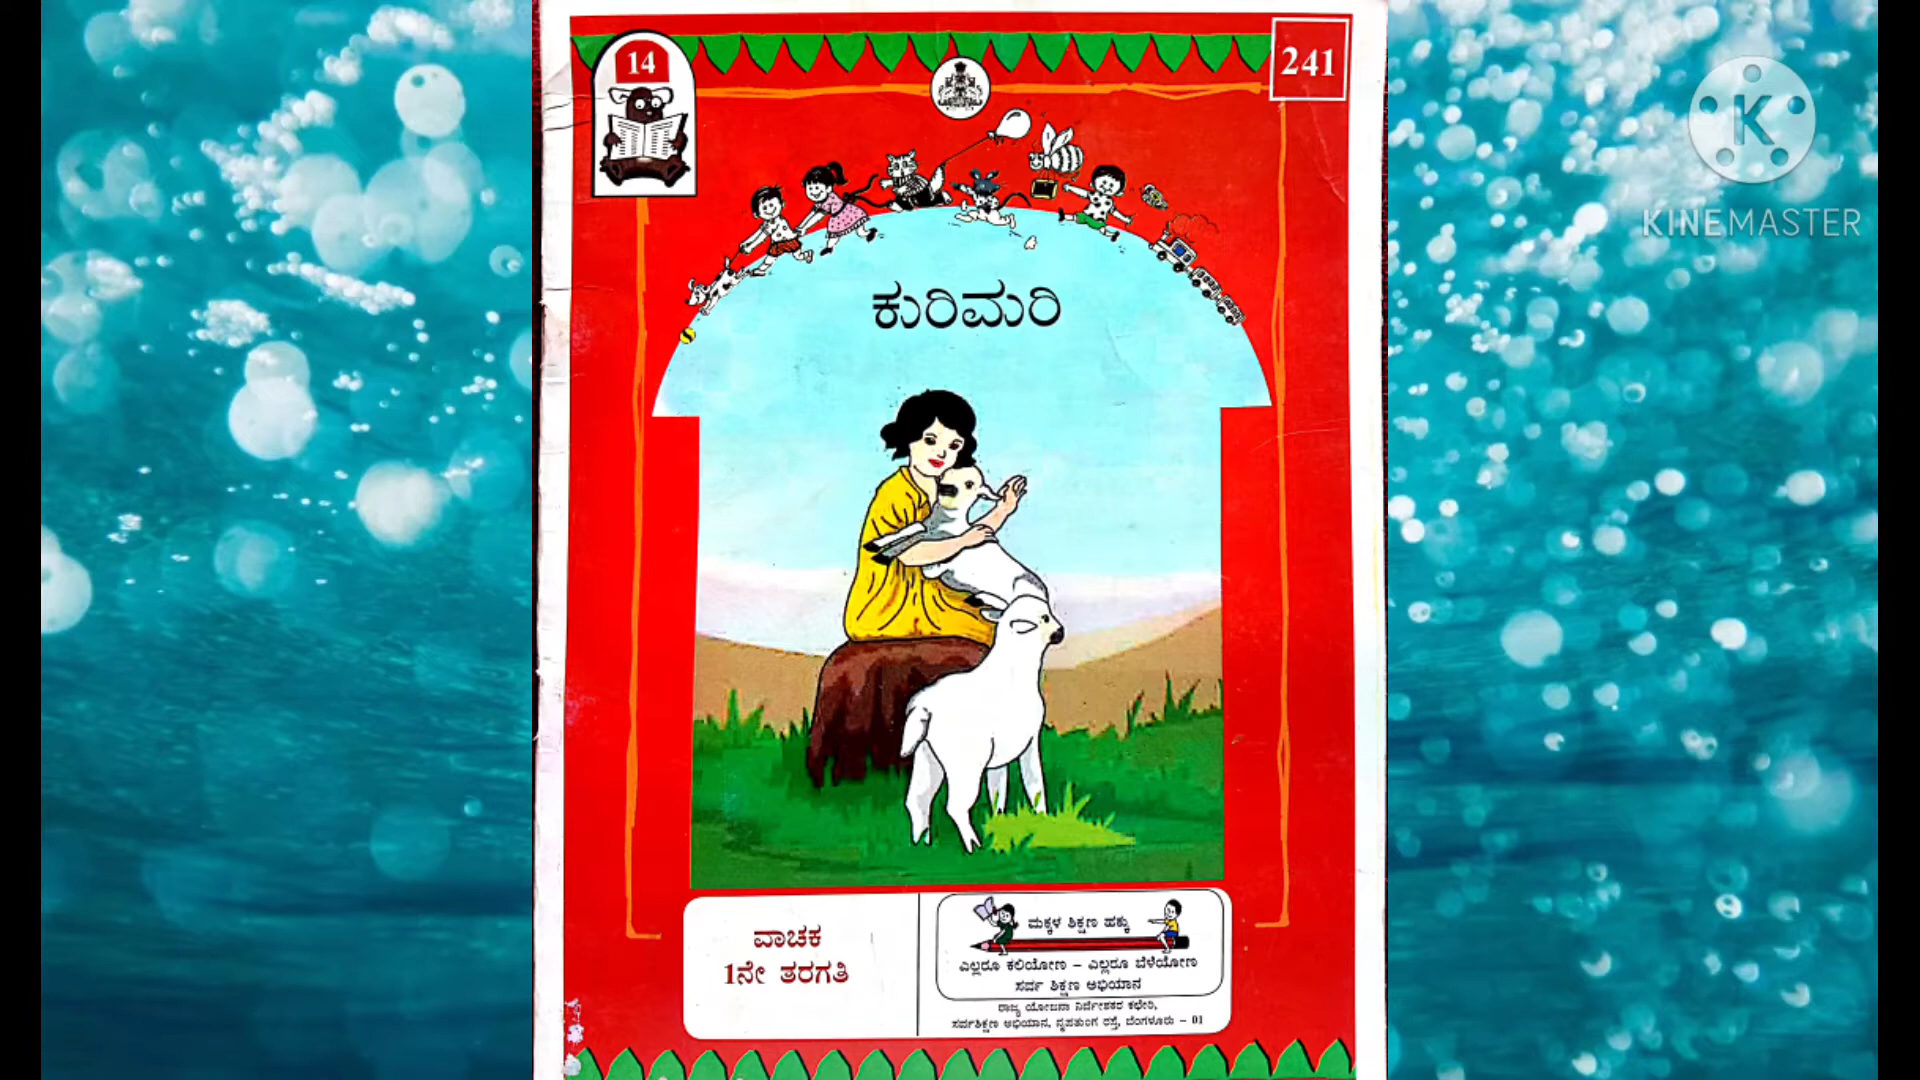 14
241
K
KINEMASTER
ಕುರಿಮರಿ
ವಾಚಕ
1ನೇ ತರಗತಿ
ಮಕ್ಕಳ ಶಿಕ್ಷಣ ಹಕ್ಕು
ಎಲ್ಲರೂ ಕಲಿಯೋಣ – ಎಲ್ಲರೂ ಬೆಳೆಯೋಣ
ಸರ್ವ ಶಿಕ್ಷಣ ಅಭಿಯಾನ
ರಾಜ್ಯ ಯೋಜನಾ ನಿರ್ದೇಶಕರ ಕಛೇರಿ,
ಸರ್ವಶಿಕ್ಷಣ ಅಭಿಯಾನ, ನೃಪತುಂಗ ರಸ್ತೆ, ಬೆಂಗಳೂರು – 01